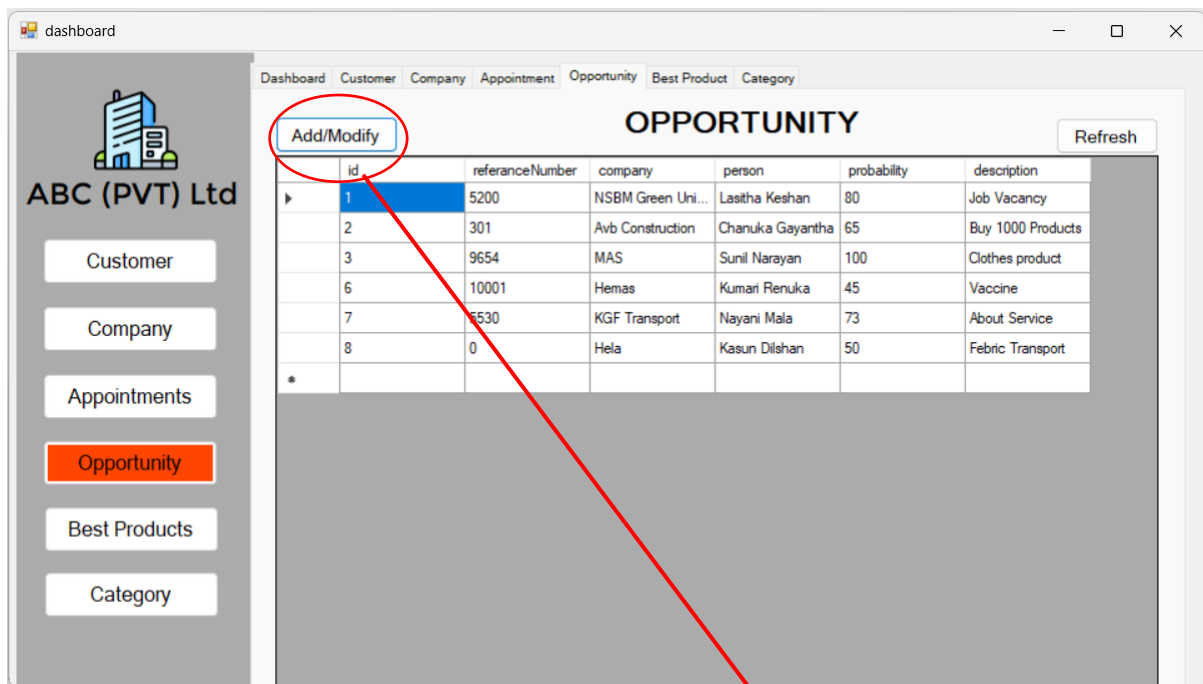 dashboard
Dashboard Customer Company Appointment Opportunity Best Product Category
ABC (PVT) Ltd
Customer
Company
Appointments
Opportunity
Best Products
Category
OPPORTUNITY
Add/Modify
Refresh
id referanceNumber company person probability description
1 5200 NSBM Green Uni... Lasitha Keshan 80 Job Vacancy
2 301 Avb Construction Chanuka Gayantha 65 Buy 1000 Products
3 9654 MAS Sunil Narayan 100 Clothes product
6 10001 Hemas Kumari Renuka 45 Vaccine
7 5530 KGF Transport Nayani Mala 73 About Service
8 0 Hela Kasun Dilshan 50 Febric Transport